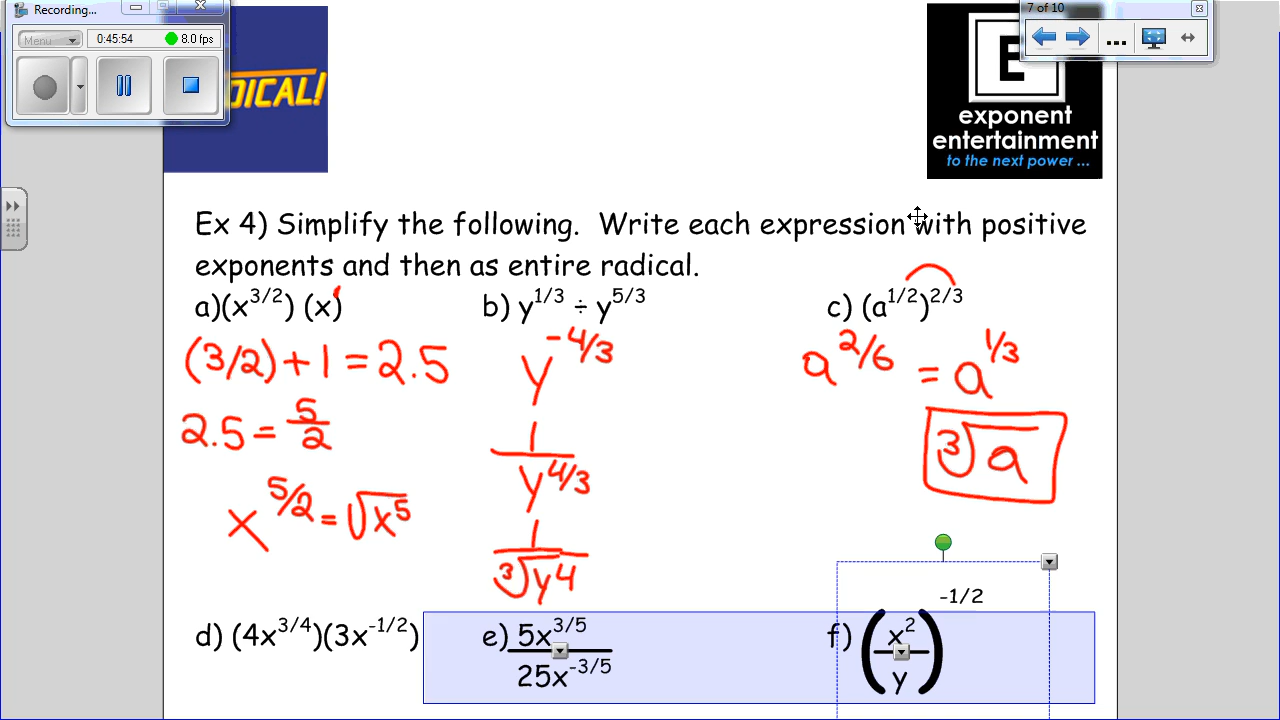 Recording...
7 of 10
Menu
0:45:54
8.0 fps
DICAL!
E
exponent
entertainment
to the next power ...
Ex 4) Simplify the following. Write each expression with positive
exponents and then as entire radical.
a)(x^{3/2}) (x^1)
b) y^{1/3} ÷ y^{5/3}
c) (a^{1/2})^{2/3}
(3/2) + 1 = 2.5
y^{-4/3}
a^{2/6} = a^{1/3}
2.5 = 5/2
1/y^{4/3}
∛a
x^{5/2} = √x^5
1/∛y^4
d) (4x^{3/4})(3x^{-1/2})
e) 5x^{3/5}/25x^{-3/5}
f) (x^2/y)^{-1/2}